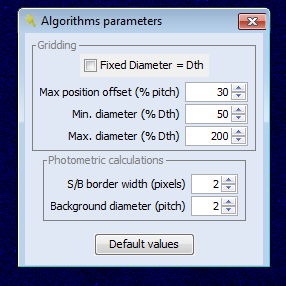 Algorithms parameters
Gridding
Fixed Diameter = Dth
Max position offset (% pitch) 30
Min. diameter (% Dth) 50
Max. diameter (% Dth) 200
Photometric calculations
S/B border width (pixels) 2
Background diameter (pitch) 2
Default values